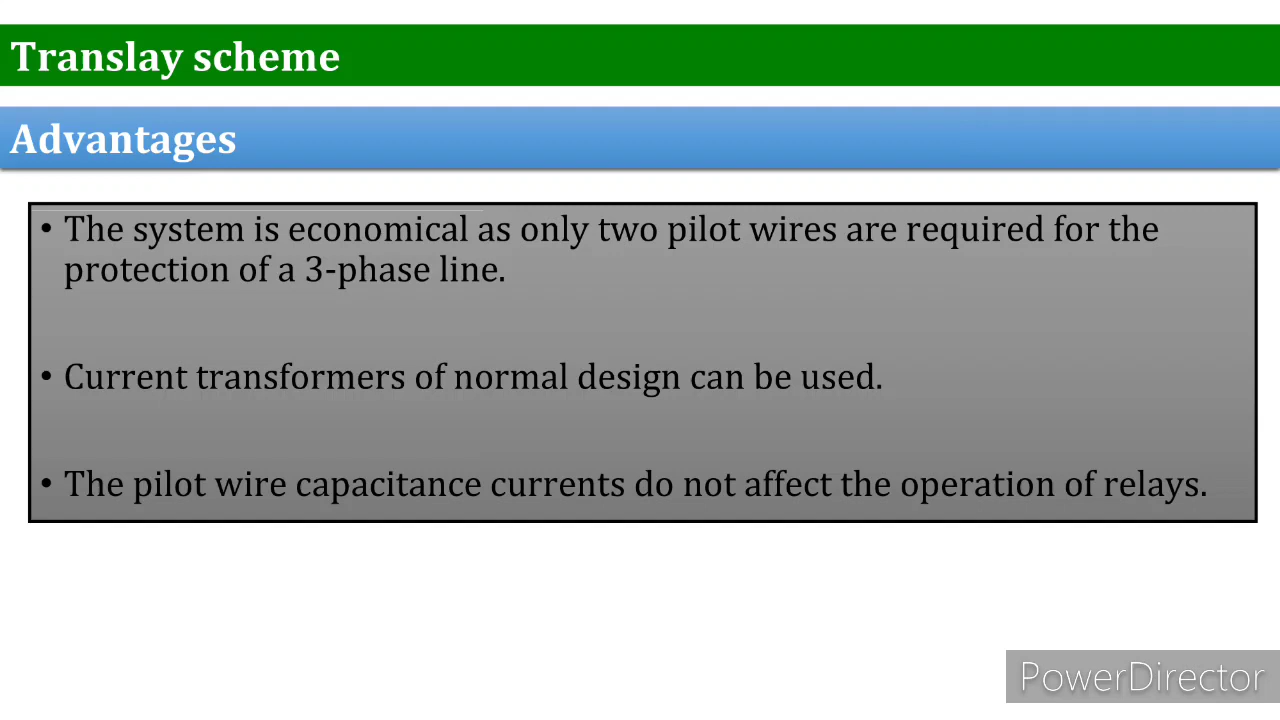 Translay scheme
Advantages
• The system is economical as only two pilot wires are required for the
protection of a 3-phase line.
• Current transformers of normal design can be used.
• The pilot wire capacitance currents do not affect the operation of relays.
PowerDirector